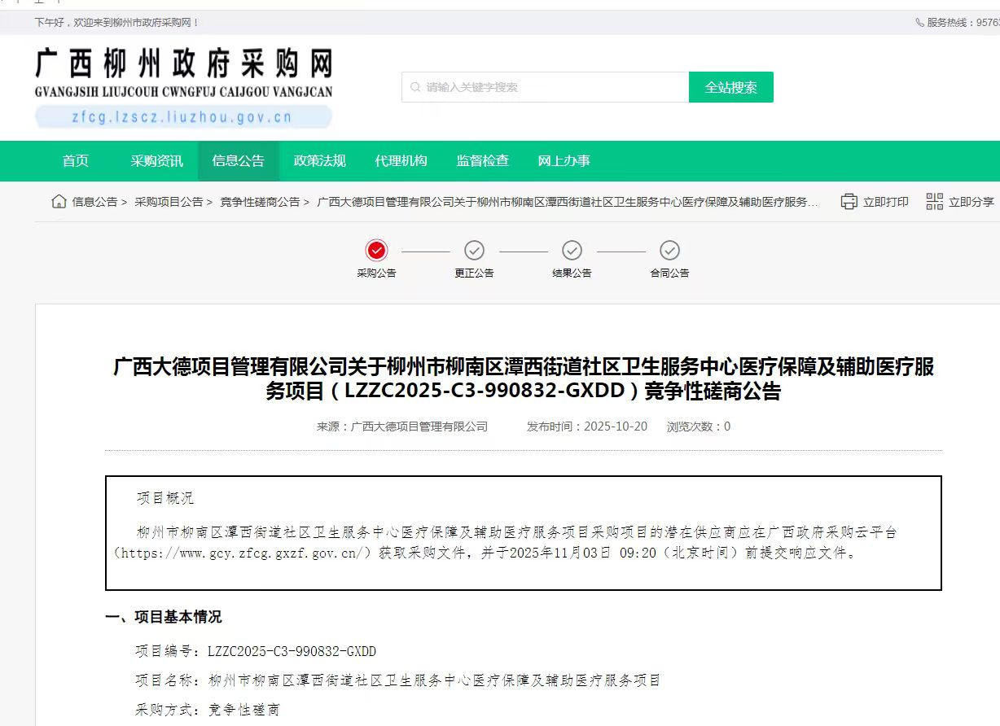 下午好，欢迎来到柳州市政府采购网！
服务热线：9576
广西柳州政府采购网
GVANGJSIH LIUJCOUH CWNGFUJ CAIJGOU VANGJCAN
zfcg.lzscz.liuzhou.gov.cn
请输入关键字搜索
全站搜索
首页 采购资讯 信息公告 政策法规 代理机构 监督检查 网上办事
信息公告 > 采购项目公告 > 竞争性磋商公告 > 广西大德项目管理有限公司关于柳州市柳南区潭西街道社区卫生服务中心医疗保障及辅助医疗服务... 立即打印 立即分享
采购公告 更正公告 结果公告 合同公告
广西大德项目管理有限公司关于柳州市柳南区潭西街道社区卫生服务中心医疗保障及辅助医疗服
务项目（LZZC2025-C3-990832-GXDD）竞争性磋商公告
来源：广西大德项目管理有限公司 发布时间：2025-10-20 浏览次数：0
项目概况
柳州市柳南区潭西街道社区卫生服务中心医疗保障及辅助医疗服务项目采购项目的潜在供应商应在广西政府采购云平台
（https://www.gcy.zfcg.gxzf.gov.cn/）获取采购文件，并于2025年11月03日 09:20（北京时间）前提交响应文件。
一、项目基本情况
项目编号：LZZC2025-C3-990832-GXDD
项目名称：柳州市柳南区潭西街道社区卫生服务中心医疗保障及辅助医疗服务项目
采购方式：竞争性磋商